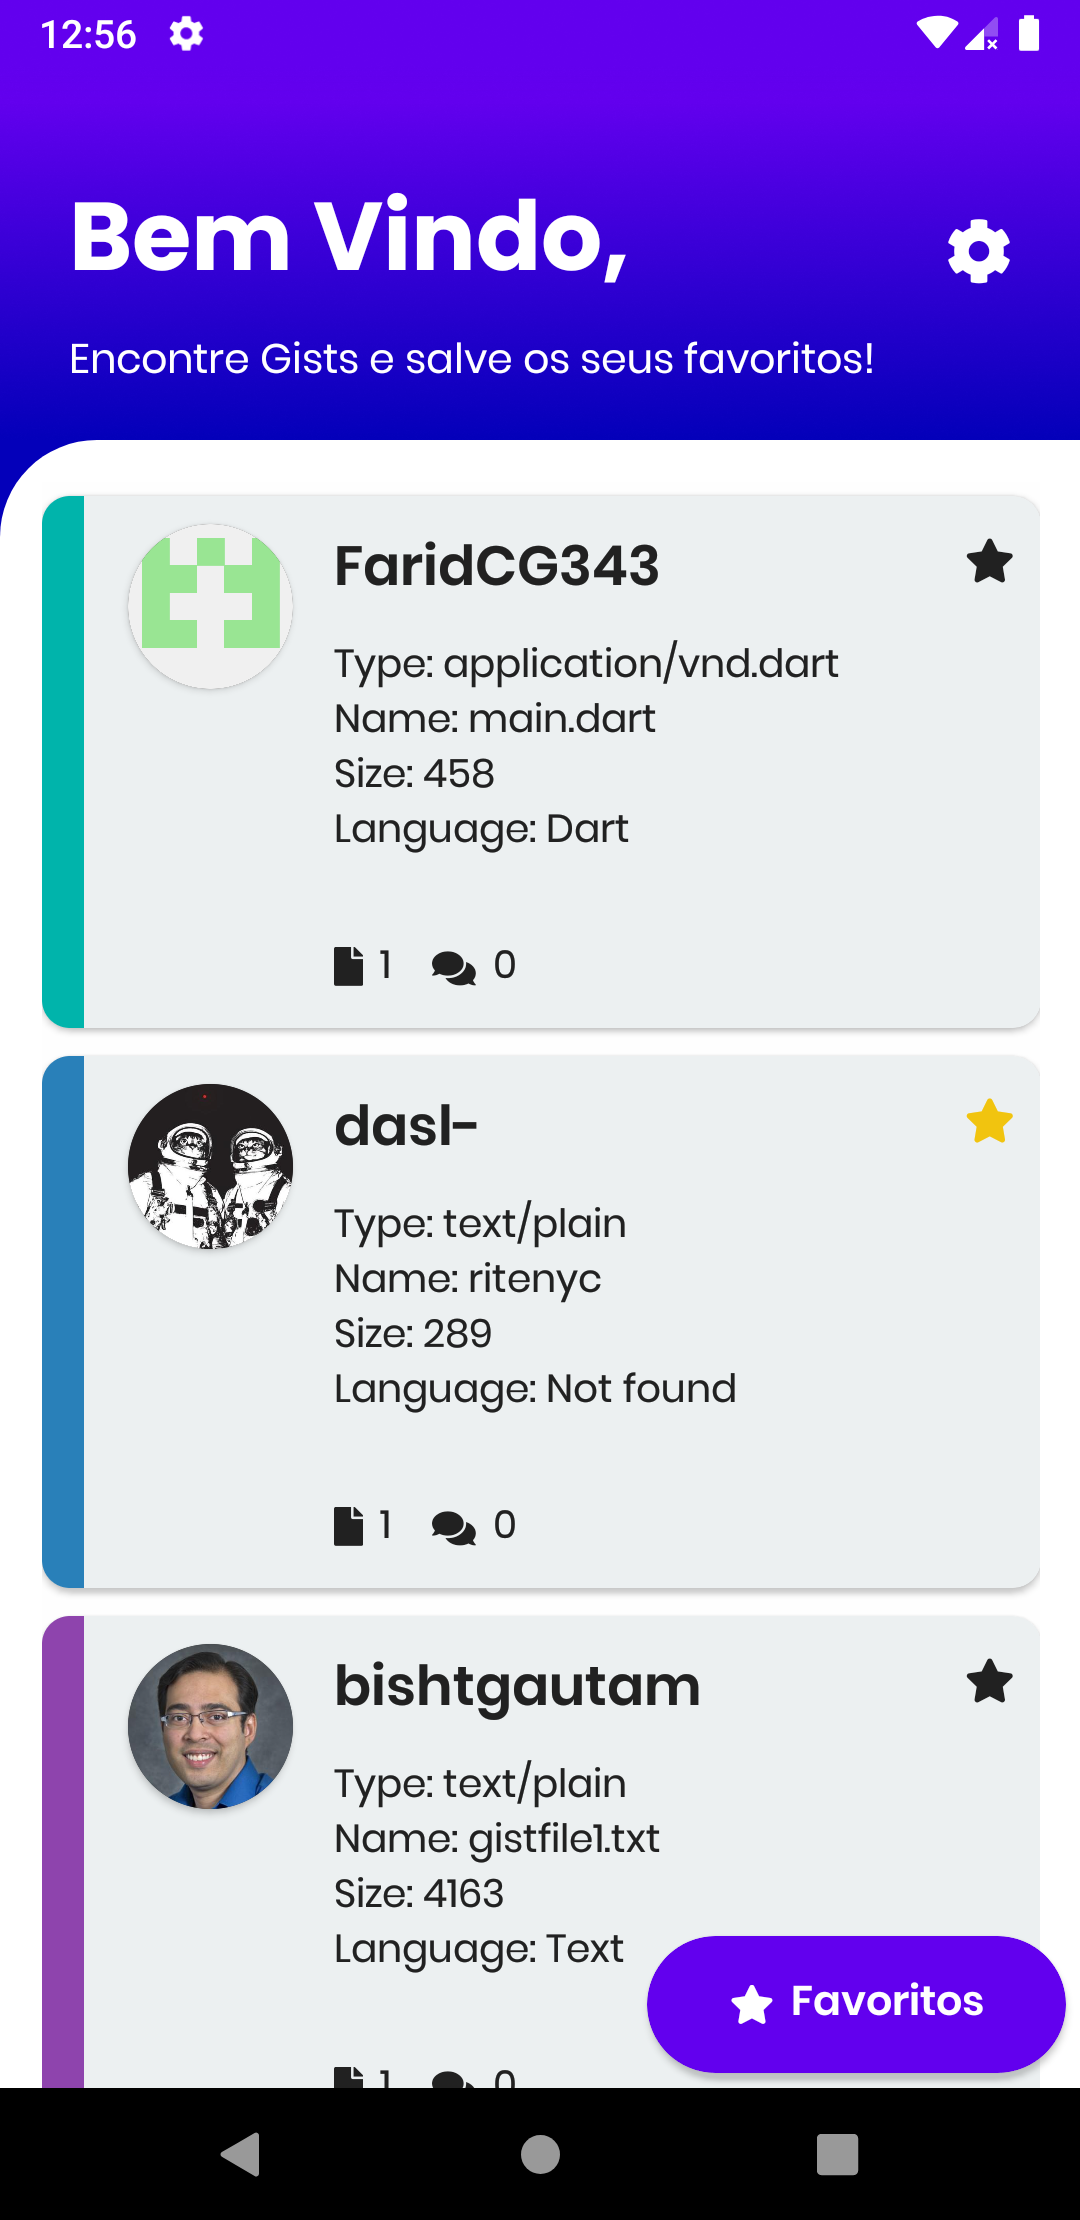 12:56
Bem Vindo,
Encontre Gists e salve os seus favoritos!
FaridCG343
Type: application/vnd.dart
Name: main.dart
Size: 458
Language: Dart
1 0
dasl-
Type: text/plain
Name: ritenyc
Size: 289
Language: Not found
1 0
bishtgautam
Type: text/plain
Name: gistfile1.txt
Size: 4163
Language: Text
Favoritos
1 0